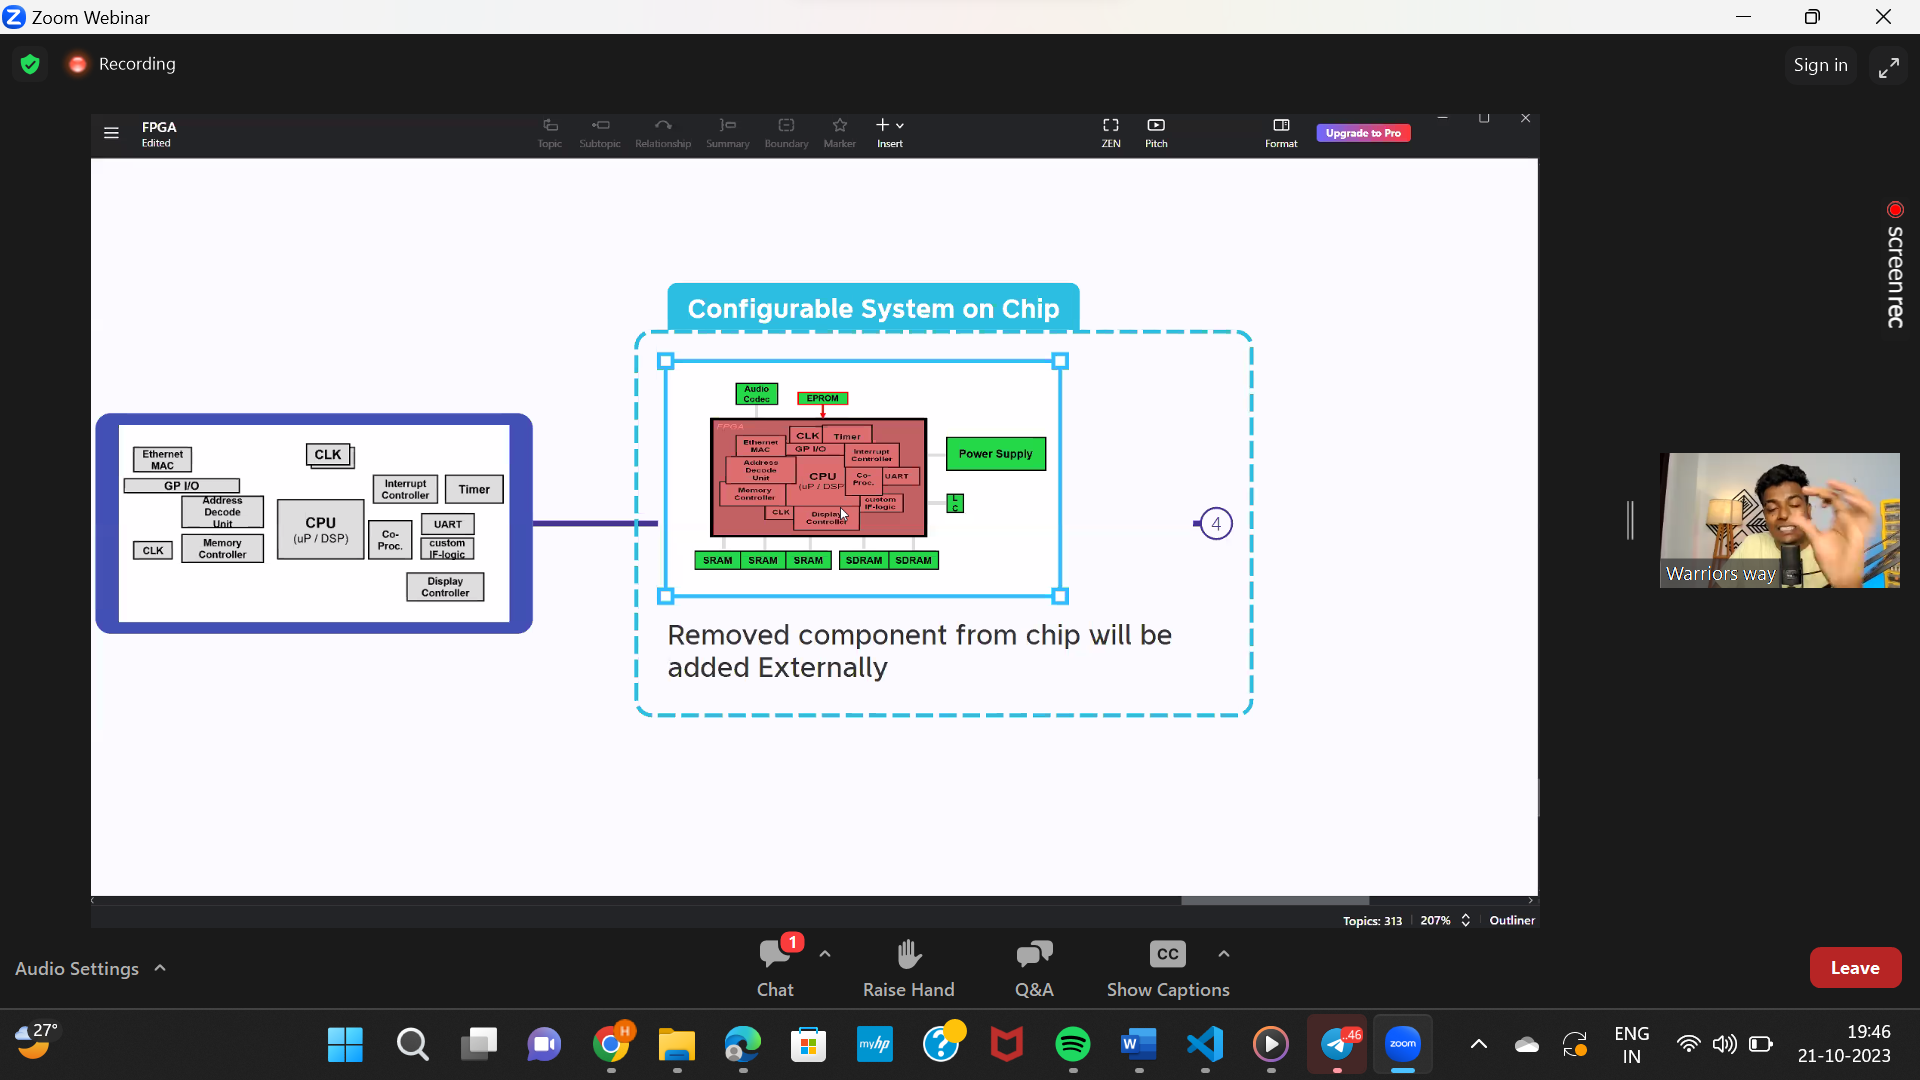 Zoom Webinar
Recording
Sign in
FPGA
Edited
Topic
Subtopic
Relationship
Summary
Boundary
Marker
Insert
ZEN
Pitch
Format
Upgrade to Pro
screenrec
Configurable System on Chip
Ethernet
MAC
GP I/O
Address
Decode
Unit
CLK
Memory
Controller
CLK
CPU
(uP / DSP)
Interrupt
Controller
Timer
Co-
Proc.
UART
custom
IF-logic
Display
Controller
Audio
Codec
EPROM
FPGA
Ethernet
MAC
CLK
Timer
GP I/O
Interrupt
Controller
Address
Decode
Unit
CPU
(uP / DSP
Co-
Proc.
UART
Memory
Controller
custom
IF-logic
CLK
Display
Controller
Power Supply
L
C
SRAM
SRAM
SRAM
SDRAM
SDRAM
4
Removed component from chip will be
added Externally
Warriors way
Topics: 313
207%
Outliner
Audio Settings
1
Chat
Raise Hand
Q&A
CC
Show Captions
Leave
27°
H
myhp
W
..46
zoom
ENG
IN
19:46
21-10-2023